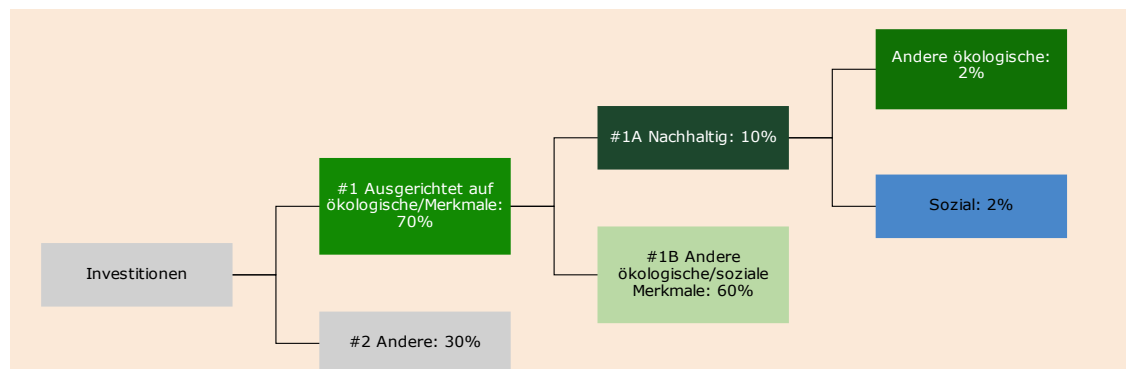 Andere ökologische:
2%
#1A Nachhaltig: 10%
#1 Ausgerichtet auf
ökologische/Merkmale:
70%
Sozial: 2%
Investitionen
#1B Andere
ökologische/soziale
Merkmale: 60%
#2 Andere: 30%